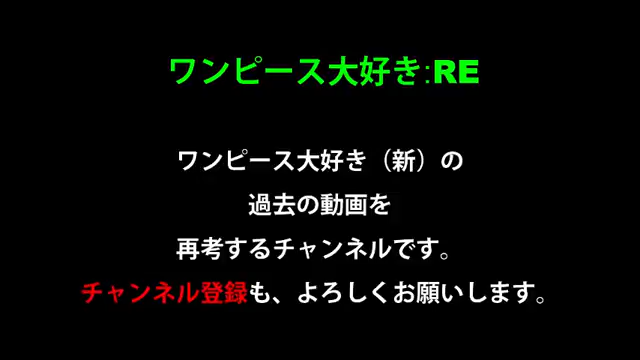 ワンピース大好き:RE
ワンピース大好き（新）の
過去の動画を
再考するチャンネルです。
チャンネル登録も、よろしくお願いします。